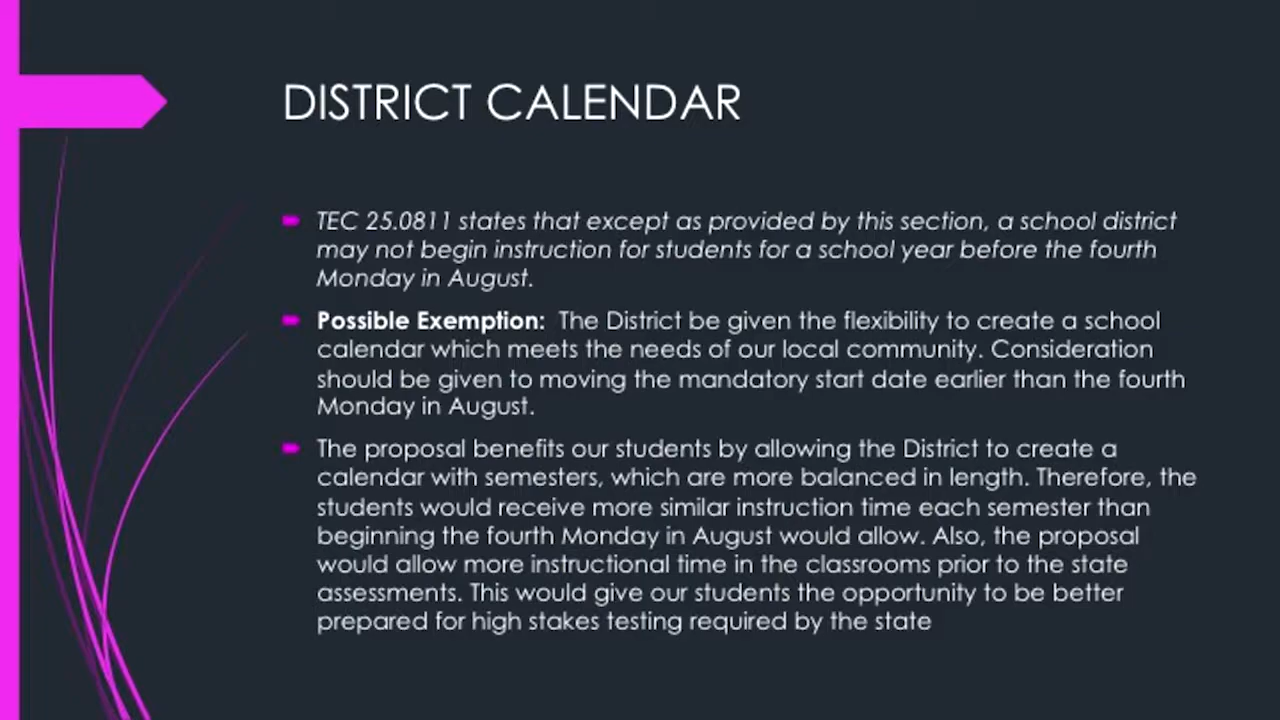 DISTRICT CALENDAR
TEC 25.0811 states that except as provided by this section, a school district
may not begin instruction for students for a school year before the fourth
Monday in August.
Possible Exemption: The District be given the flexibility to create a school
calendar which meets the needs of our local community. Consideration
should be given to moving the mandatory start date earlier than the fourth
Monday in August.
The proposal benefits our students by allowing the District to create a
calendar with semesters, which are more balanced in length. Therefore, the
students would receive more similar instruction time each semester than
beginning the fourth Monday in August would allow. Also, the proposal
would allow more instructional time in the classrooms prior to the state
assessments. This would give our students the opportunity to be better
prepared for high stakes testing required by the state